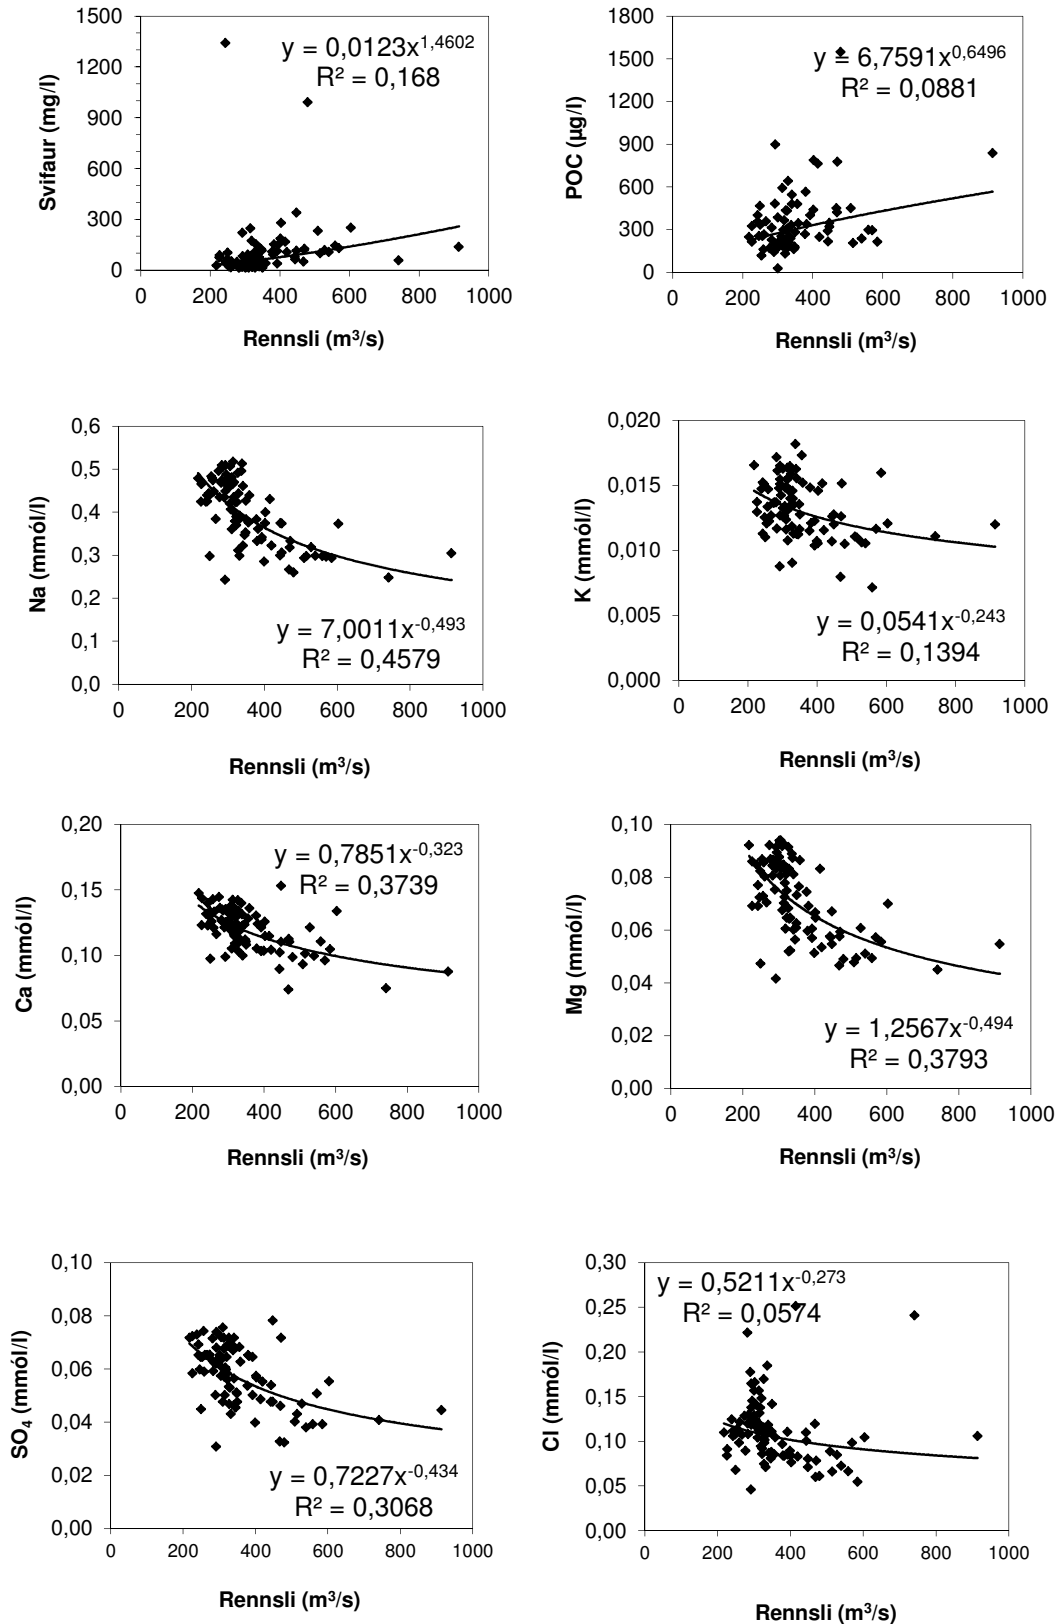 1500
1200
900
600
300
0
Svifaur (mg/l)
y = 0,0123x^1,4602
R² = 0,168
0 200 400 600 800 1000
Rennsli (m³/s)
1800
1500
1200
900
600
300
0
POC (µg/l)
y = 6,7591x^0,6496
R² = 0,0881
0 200 400 600 800 1000
Rennsli (m³/s)
0,6
0,5
0,4
0,3
0,2
0,1
0,0
Na (mmól/l)
y = 7,0011x^-0,493
R² = 0,4579
0 200 400 600 800 1000
Rennsli (m³/s)
0,020
0,015
0,010
0,005
0,000
K (mmól/l)
y = 0,0541x^-0,243
R² = 0,1394
0 200 400 600 800 1000
Rennsli (m³/s)
0,20
0,15
0,10
0,05
0,00
Ca (mmól/l)
y = 0,7851x^-0,323
R² = 0,3739
0 200 400 600 800 1000
Rennsli (m³/s)
0,10
0,08
0,06
0,04
0,02
0,00
Mg (mmól/l)
y = 1,2567x^-0,494
R² = 0,3793
0 200 400 600 800 1000
Rennsli (m³/s)
0,10
0,08
0,06
0,04
0,02
0,00
SO₄ (mmól/l)
y = 0,7227x^-0,434
R² = 0,3068
0 200 400 600 800 1000
Rennsli (m³/s)
0,30
0,25
0,20
0,15
0,10
0,05
0,00
Cl (mmól/l)
y = 0,5211x^-0,273
R² = 0,0574
0 200 400 600 800 1000
Rennsli (m³/s)